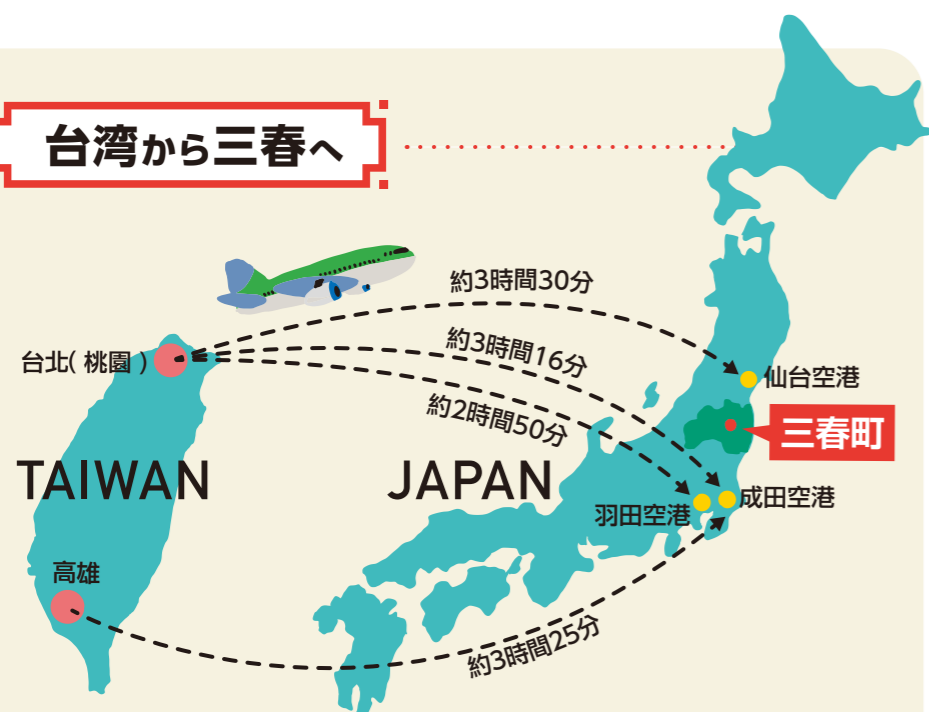 台湾から三春へ
約3時間30分
約3時間16分
約2時間50分
台北( 桃園 )
仙台空港
三春町
TAIWAN
JAPAN
羽田空港
成田空港
高雄
約3時間25分